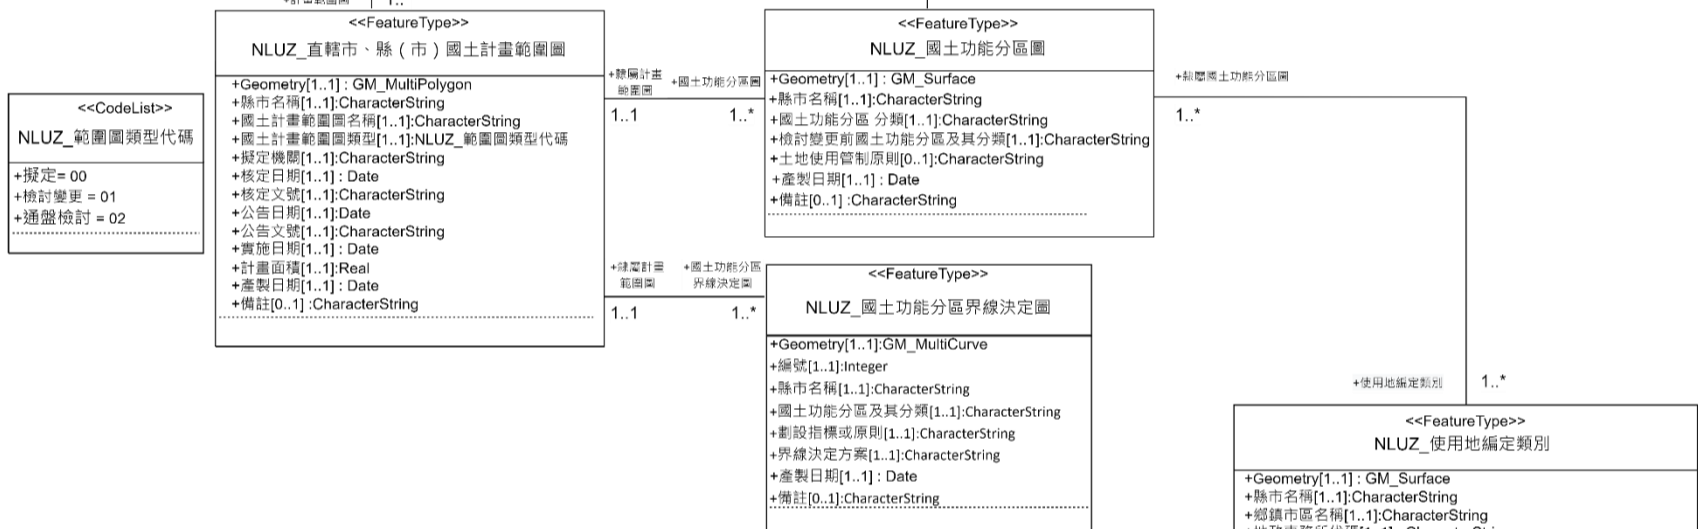 1..
<<CodeList>>
NLUZ_範圍圖類型代碼
+擬定= 00
+檢討變更 = 01
+通盤檢討 = 02
<<FeatureType>>
NLUZ_直轄市、縣（市）國土計畫範圍圖
+Geometry[1..1] : GM_MultiPolygon
+縣市名稱[1..1]:CharacterString
+國土計畫範圍圖名稱[1..1]:CharacterString
+國土計畫範圍圖類型[1..1]:NLUZ_範圍圖類型代碼
+擬定機關[1..1]:CharacterString
+核定日期[1..1] : Date
+核定文號[1..1]:CharacterString
+公告日期[1..1]:Date
+公告文號[1..1]:CharacterString
+實施日期[1..1] : Date
+計畫面積[1..1]:Real
+產製日期[1..1] : Date
+備註[0..1] :CharacterString
+隸屬計畫
範圍圖
+國土功能分區圖
1..1
1..*
+隸屬計畫
範圍圖
+國土功能分區
界線決定圖
1..1
1..*
<<FeatureType>>
NLUZ_國土功能分區圖
+Geometry[1..1] : GM_Surface
+縣市名稱[1..1]:CharacterString
+國土功能分區 分類[1..1]:CharacterString
+檢討變更前國土功能分區及其分類[1..1]:CharacterString
+土地使用管制原則[0..1]:CharacterString
+產製日期[1..1] : Date
+備註[0..1] :CharacterString
<<FeatureType>>
NLUZ_國土功能分區界線決定圖
+Geometry[1..1]:GM_MultiCurve
+編號[1..1]:Integer
+縣市名稱[1..1]:CharacterString
+國土功能分區及其分類[1..1]:CharacterString
+劃設指標或原則[1..1]:CharacterString
+界線決定方案[1..1]:CharacterString
+產製日期[1..1] : Date
+備註[0..1]:CharacterString
+隸屬國土功能分區圖
1..*
+使用地編定類別
1..*
<<FeatureType>>
NLUZ_使用地編定類別
+Geometry[1..1] : GM_Surface
+縣市名稱[1..1]:CharacterString
+鄉鎮市區名稱[1..1]:CharacterString